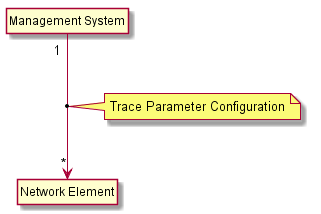 Management System
1
Trace Parameter Configuration
*
Network Element